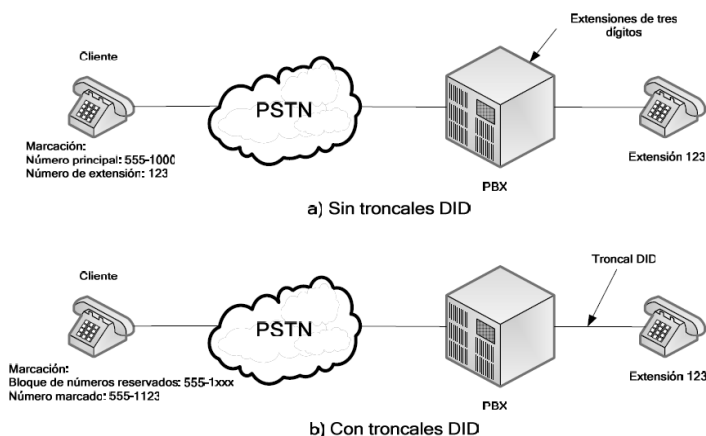 Extensiones de tres
dígitos
Cliente
PSTN
Marcación:
Número principal: 555-1000
Número de extensión: 123
PBX
Extensión 123
a) Sin troncales DID
Cliente
Troncal DID
PSTN
Marcación:
Bloque de números reservados: 555-1xxx
Número marcado: 555-1123
PBX
Extensión 123
b) Con troncales DID